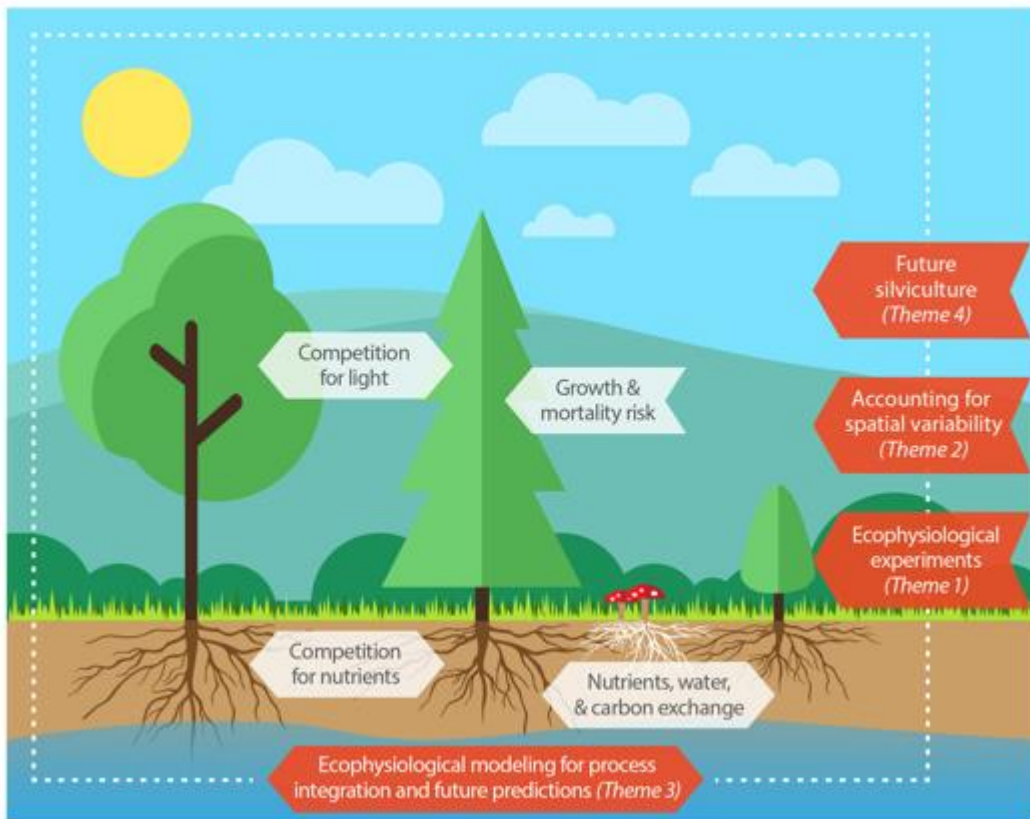 Future
silviculture
(Theme 4)
Competition
for light
Growth &
mortality risk
Accounting for
spatial variability
(Theme 2)
Ecophysiological
experiments
(Theme 1)
Competition
for nutrients
Nutrients, water,
& carbon exchange
Ecophysiological modeling for process
integration and future predictions (Theme 3)